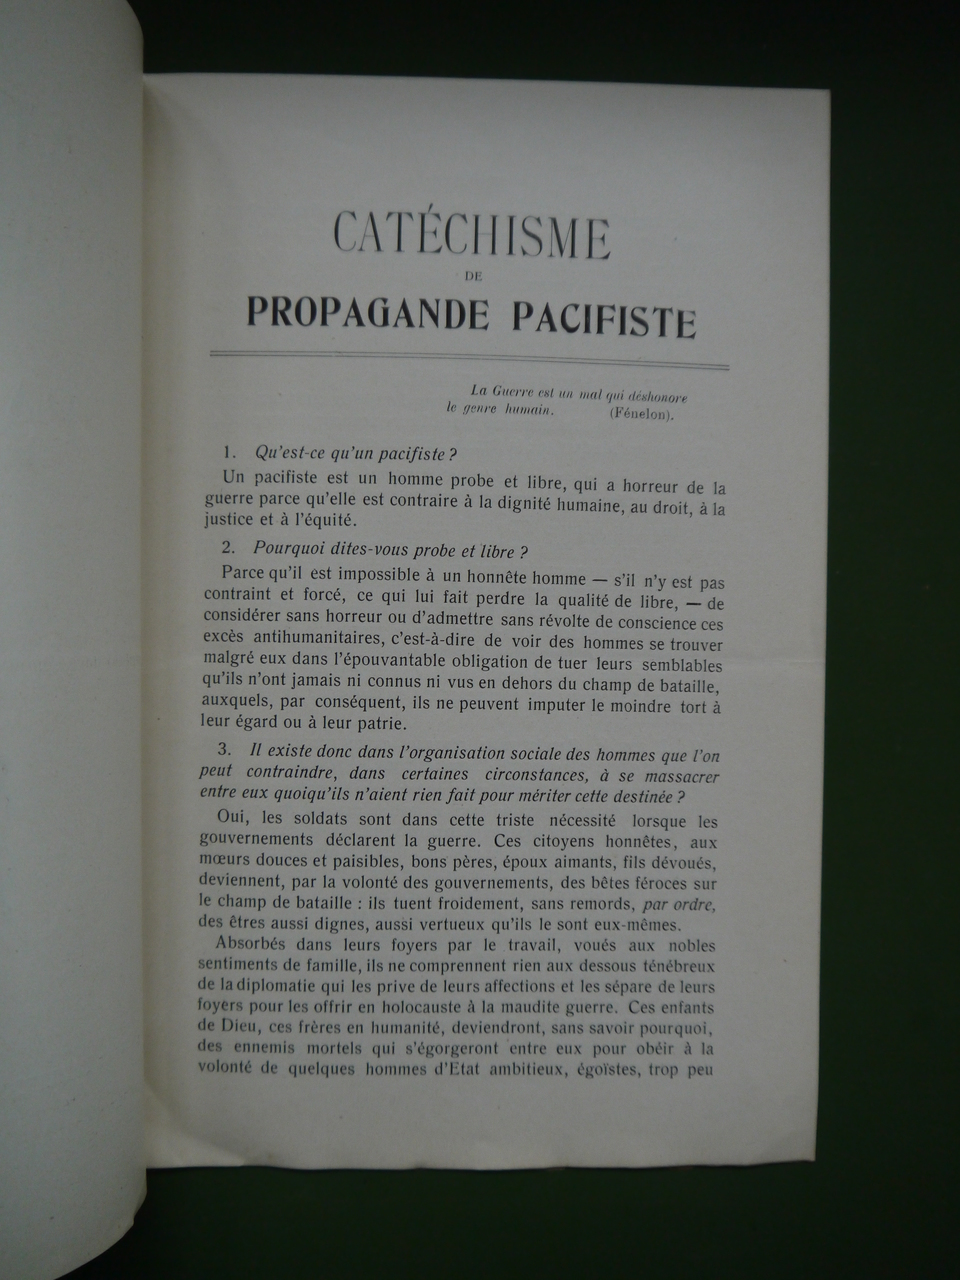 CATÉCHISME
DE
PROPAGANDE PACIFISTE
La Guerre est un mal qui déshonore
le genre humain. (Fénelon).
1. Qu'est-ce qu'un pacifiste ?
Un pacifiste est un homme probe et libre, qui a horreur de la
guerre parce qu'elle est contraire à la dignité humaine, au droit, à la
justice et à l'équité.
2. Pourquoi dites-vous probe et libre ?
Parce qu'il est impossible à un honnête homme — s'il n'y est pas
contraint et forcé, ce qui lui fait perdre la qualité de libre, — de
considérer sans horreur ou d'admettre sans révolte de conscience ces
excès antihumanitaires, c'est-à-dire de voir des hommes se trouver
malgré eux dans l'épouvantable obligation de tuer leurs semblables
qu'ils n'ont jamais ni connus ni vus en dehors du champ de bataille,
auxquels, par conséquent, ils ne peuvent imputer le moindre tort à
leur égard ou à leur patrie.
3. Il existe donc dans l'organisation sociale des hommes que l'on
peut contraindre, dans certaines circonstances, à se massacrer
entre eux quoiqu'ils n'aient rien fait pour mériter cette destinée ?
Oui, les soldats sont dans cette triste nécessité lorsque les
gouvernements déclarent la guerre. Ces citoyens honnêtes, aux
mœurs douces et paisibles, bons pères, époux aimants, fils dévoués,
deviennent, par la volonté des gouvernements, des bêtes féroces sur
le champ de bataille : ils tuent froidement, sans remords, par ordre,
des êtres aussi dignes, aussi vertueux qu'ils le sont eux-mêmes.
Absorbés dans leurs foyers par le travail, voués aux nobles
sentiments de famille, ils ne comprennent rien aux dessous ténébreux
de la diplomatie qui les prive de leurs affections et les sépare de leurs
foyers pour les offrir en holocauste à la maudite guerre. Ces enfants
de Dieu, ces frères en humanité, deviendront, sans savoir pourquoi,
des ennemis mortels qui s'égorgeront entre eux pour obéir à la
volonté de quelques hommes d'Etat ambitieux, égoïstes, trop peu